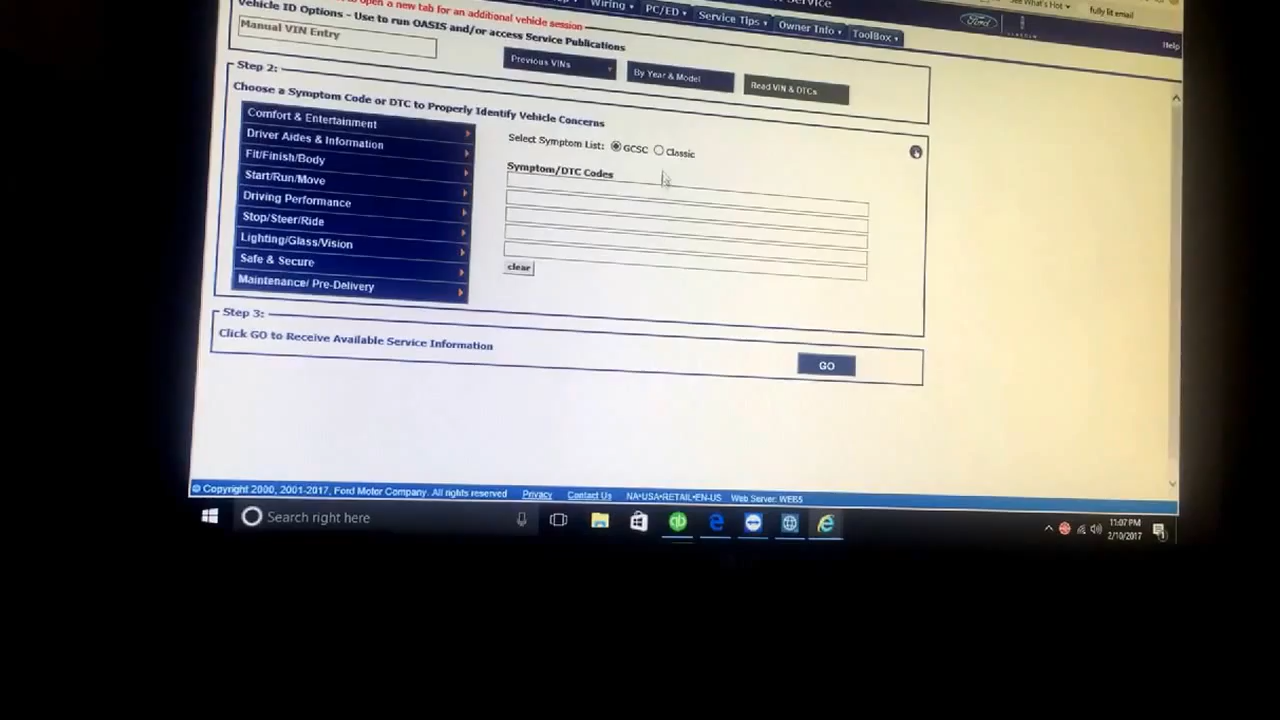 to open a new tab for an additional vehicle session
Wiring PC/ED Service Tips Owner Info ToolBox
Ford
fully lit email
Help
Vehicle ID Options - Use to run OASIS and/or access Service Publications
Manual VIN Entry
Previous VINs By Year & Model Read VIN & DTCs
Step 2:
Choose a Symptom Code or DTC to Properly Identify Vehicle Concerns
Comfort & Entertainment
Driver Aides & Information
Fit/Finish/Body
Start/Run/Move
Driving Performance
Stop/Steer/Ride
Lighting/Glass/Vision
Safe & Secure
Maintenance/ Pre-Delivery
Select Symptom List: GCSC Classic
Symptom/DTC Codes
clear
Step 3:
Click GO to Receive Available Service Information
GO
© Copyright 2000, 2001-2017, Ford Motor Company. All rights reserved Privacy Contact Us NA•USA•RETAIL•EN-US Web Server: WEB5
Search right here
qb
11:07 PM
2/10/2017